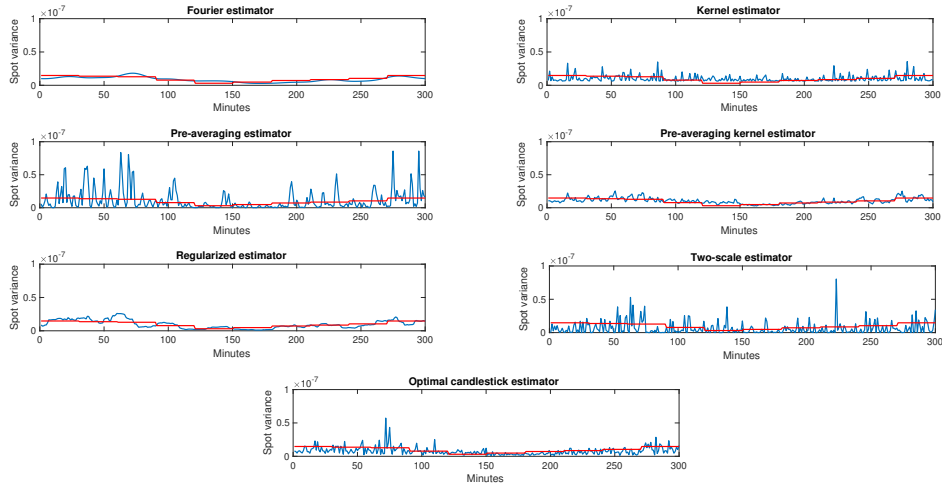 Fourier estimator
×10^-7
Spot variance
1
0.5
0
0 50 100 150 200 250 300
Minutes
Kernel estimator
×10^-7
Spot variance
1
0.5
0
0 50 100 150 200 250 300
Minutes
Pre-averaging estimator
×10^-7
Spot variance
1
0.5
0
0 50 100 150 200 250 300
Minutes
Pre-averaging kernel estimator
×10^-7
Spot variance
1
0.5
0
0 50 100 150 200 250 300
Minutes
Regularized estimator
×10^-7
Spot variance
1
0.5
0
0 50 100 150 200 250 300
Minutes
Two-scale estimator
×10^-7
Spot variance
1
0.5
0
0 50 100 150 200 250 300
Minutes
Optimal candlestick estimator
×10^-7
Spot variance
1
0.5
0
0 50 100 150 200 250 300
Minutes